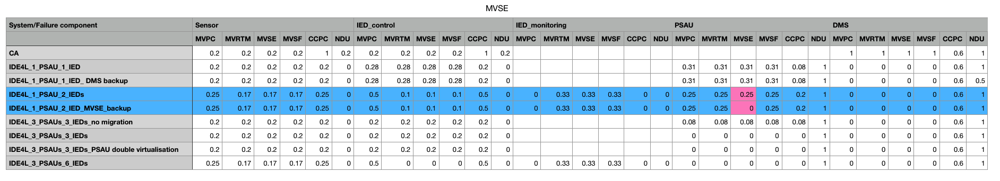 MVSE
System/Failure component Sensor IED_control IED_monitoring PSAU DMS
MVPC MVRTM MVSE MVSF CCPC NDU MVPC MVRTM MVSE MVSF CCPC NDU MVPC MVRTM MVSE MVSF CCPC NDU MVPC MVRTM MVSE MVSF CCPC NDU MVPC MVRTM MVSE MVSF CCPC NDU
CA 0.2 0.2 0.2 0.2 1 0.2 0.2 0.2 0.2 0.2 1 0.2 1 1 1 1 0.6 1
IDE4L_1_PSAU_1_IED 0.2 0.2 0.2 0.2 0.2 0 0.28 0.28 0.28 0.28 0.2 0 0.31 0.31 0.31 0.31 0.08 1 0 0 0 0 0.6 1
IDE4L_1_PSAU_1_IED_ DMS backup 0.2 0.2 0.2 0.2 0.2 0 0.28 0.28 0.28 0.28 0.2 0 0.31 0.31 0.31 0.31 0.08 1 0 0 0 0 0.6 0.5
IDE4L_1_PSAU_2_IEDs 0.25 0.17 0.17 0.17 0.25 0 0.5 0.1 0.1 0.1 0.5 0 0 0.33 0.33 0.33 0 0 0.25 0.25 0.25 0.25 0.2 1 0 0 0 0 0.6 1
IDE4L_1_PSAU_2_IED_MVSE_backup 0.25 0.17 0.17 0.17 0.25 0 0.5 0.1 0.1 0.1 0.5 0 0 0.33 0.33 0.33 0 0 0.25 0.25 0 0.25 0.2 1 0 0 0 0 0.6 1
IDE4L_3_PSAUs_3_IEDs_no migration 0.2 0.2 0.2 0.2 0.2 0 0.2 0.2 0.2 0.2 0.2 0 0.08 0.08 0.08 0.08 0.08 1 0 0 0 0 0.6 1
IDE4L_3_PSAUs_3_IEDs 0.2 0.2 0.2 0.2 0.2 0 0.2 0.2 0.2 0.2 0.2 0 0 0 0 0 0 1 0 0 0 0 0.6 1
IDE4L_3_PSAUs_3_IEDs_PSAU double virtualisation 0.2 0.2 0.2 0.2 0.2 0 0.2 0.2 0.2 0.2 0.2 0 0 0 0 0 0 1 0 0 0 0 0.6 1
IDE4L_3_PSAUs_6_IEDs 0.25 0.17 0.17 0.17 0.25 0 0.5 0 0 0 0.5 0 0 0.33 0.33 0.33 0 0 0 0 0 0 0 1 0 0 0 0 0.6 1